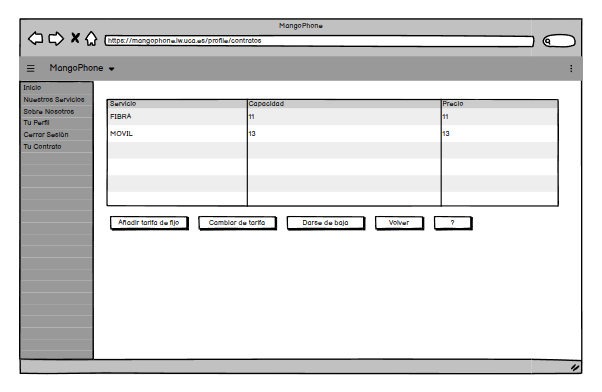 MangoPhone
https://mangophone.iw.uca.es/profile/contratos
MangoPhone
Inicio
Nuestros Servicios
Sobre Nosotros
Tu Perfil
Cerrar Sesión
Tu Contrato
Servicio Capacidad Precio
FIBRA 11 11
MOVIL 13 13
Añadir tarifa de fijo Cambiar de tarifa Darse de baja Volver ?